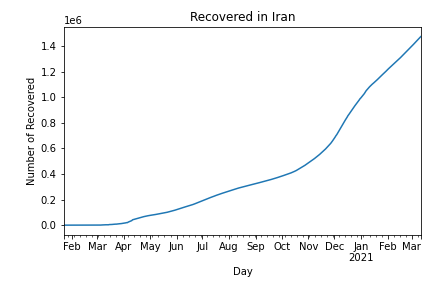 Recovered in Iran
1e6
1.4
1.2
1.0
0.8
0.6
0.4
0.2
0.0
Number of Recovered
Feb Mar Apr May Jun Jul Aug Sep Oct Nov Dec Jan Feb Mar
2021
Day